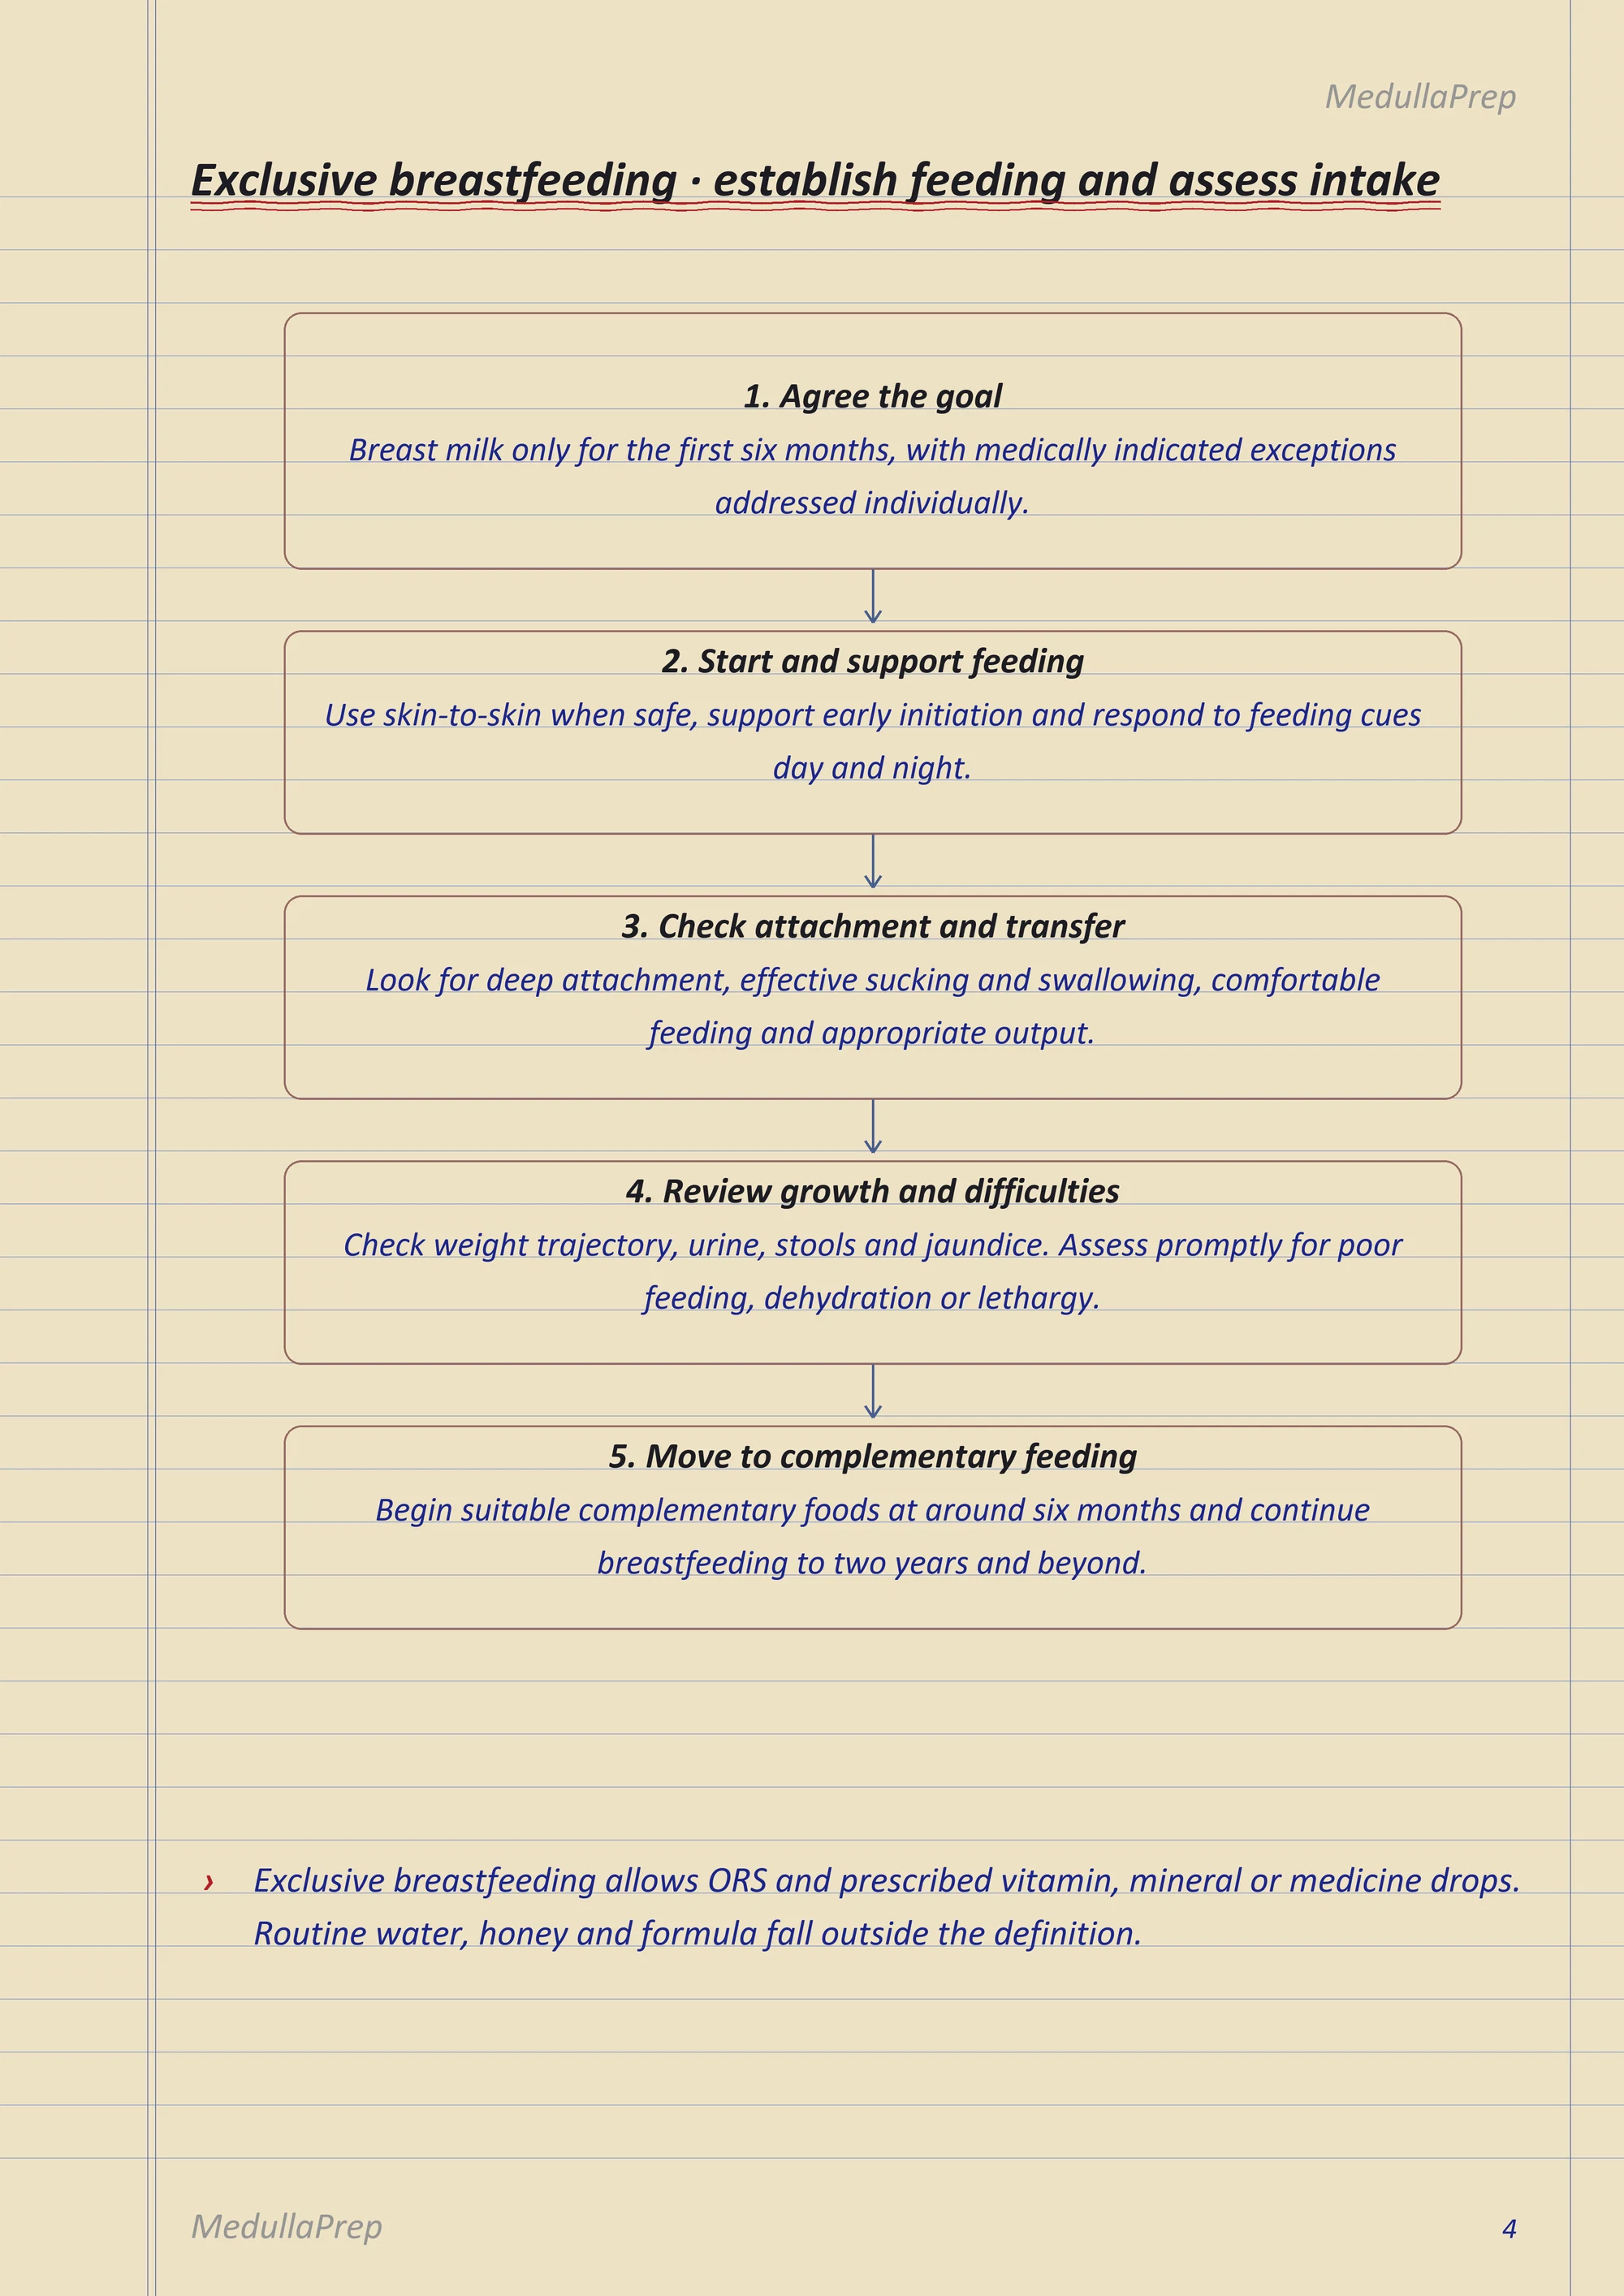 MedullaPrep
Exclusive breastfeeding · establish feeding and assess intake
1. Agree the goal
Breast milk only for the first six months, with medically indicated exceptions
addressed individually.
2. Start and support feeding
Use skin-to-skin when safe, support early initiation and respond to feeding cues
day and night.
3. Check attachment and transfer
Look for deep attachment, effective sucking and swallowing, comfortable
feeding and appropriate output.
4. Review growth and difficulties
Check weight trajectory, urine, stools and jaundice. Assess promptly for poor
feeding, dehydration or lethargy.
5. Move to complementary feeding
Begin suitable complementary foods at around six months and continue
breastfeeding to two years and beyond.
› Exclusive breastfeeding allows ORS and prescribed vitamin, mineral or medicine drops.
Routine water, honey and formula fall outside the definition.
MedullaPrep
4